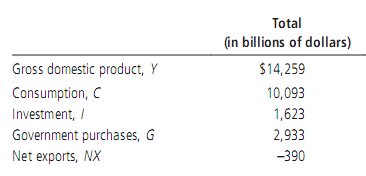 Total
(in billions of dollars)
Gross domestic product, Y $14,259
Consumption, C 10,093
Investment, I 1,623
Government purchases, G 2,933
Net exports, NX –390